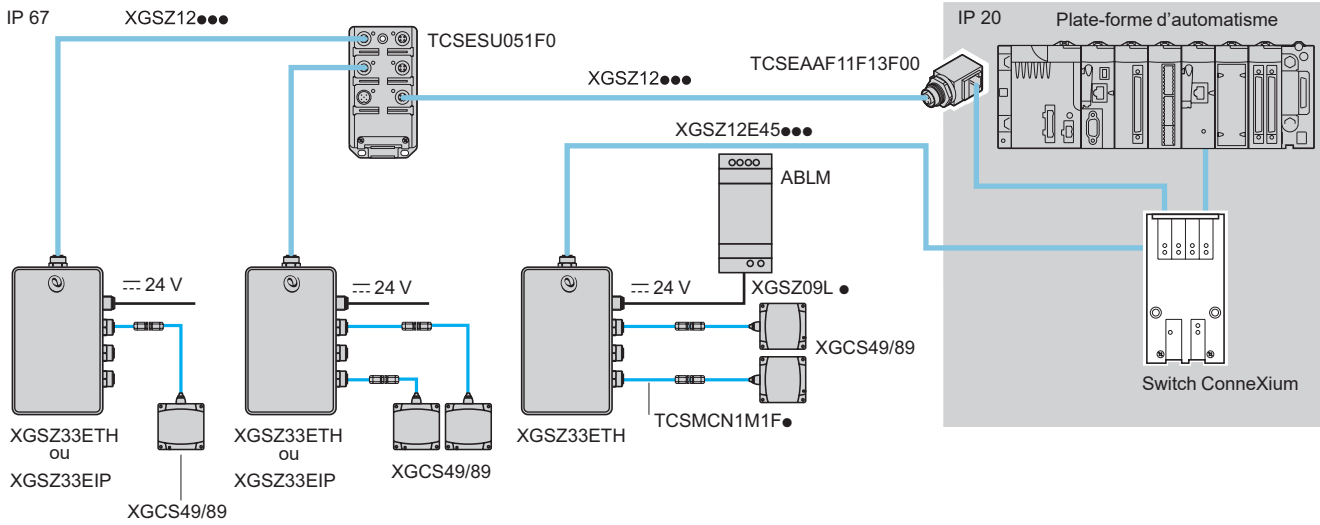 IP 67
XGSZ12●●●
TCSESU051F0
XGSZ12●●●
TCSEAAF11F13F00
IP 20
Plate-forme d’automatisme
XGSZ12E45●●●
ABLM
24 V
24 V
24 V
XGSZ09L ●
XGCS49/89
Switch ConneXium
TCSMCN1M1F●
XGSZ33ETH
ou
XGSZ33EIP
XGCS49/89
XGSZ33ETH
ou
XGSZ33EIP
XGCS49/89
XGSZ33ETH